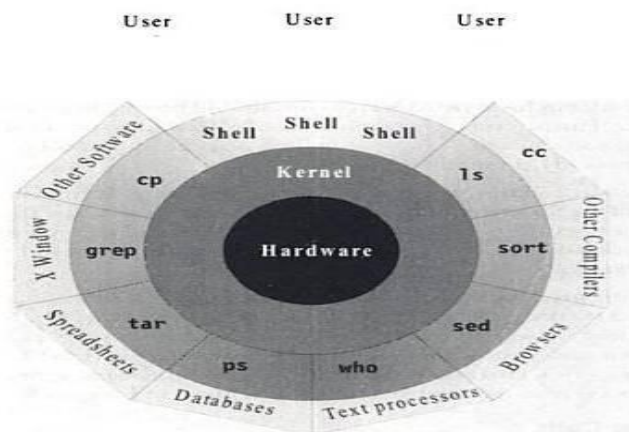 User User User
Shell Shell Shell
Other Software
cp
Kernel
ls
cc
X Window
grep
Hardware
sort
Other Compilers
Spreadsheets
tar
sed
Browsers
ps
who
Databases
Text processors